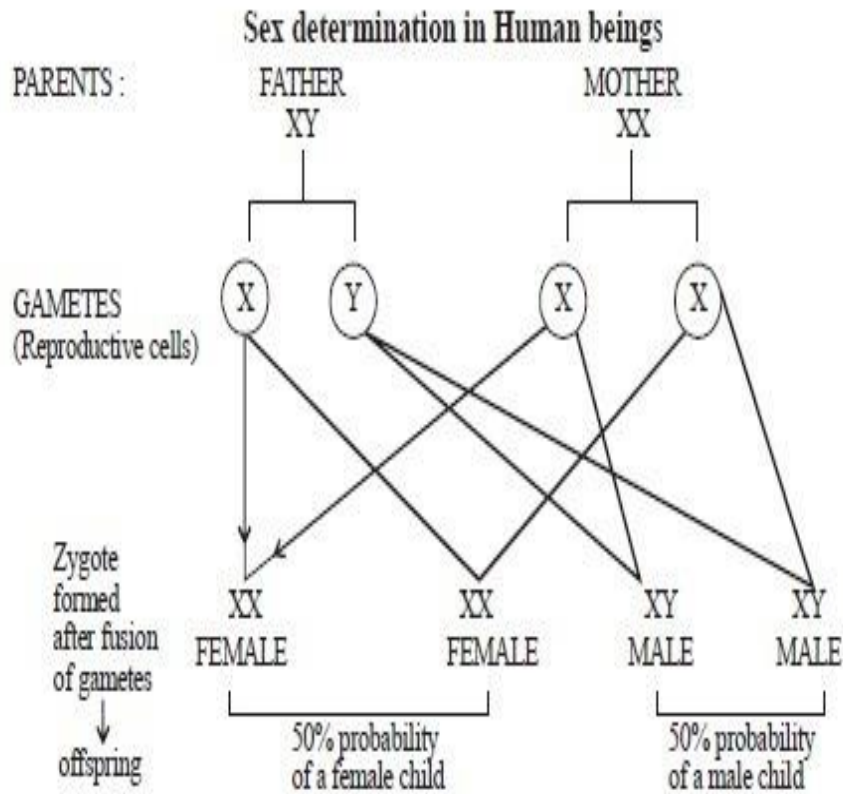 Sex determination in Human beings
PARENTS : FATHER MOTHER
XY XX
X Y X X
GAMETES
(Reproductive cells)
Zygote
formed
after fusion
of gametes
offspring
XX XX XY XY
FEMALE FEMALE MALE MALE
50% probability
of a female child
50% probability
of a male child